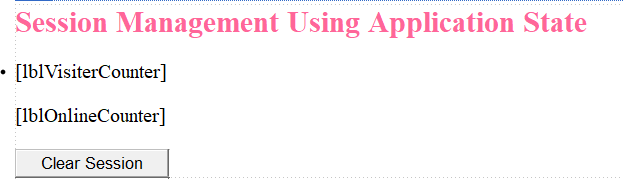 Session Management Using Application State
[lblVisiterCounter]
[lblOnlineCounter]
Clear Session